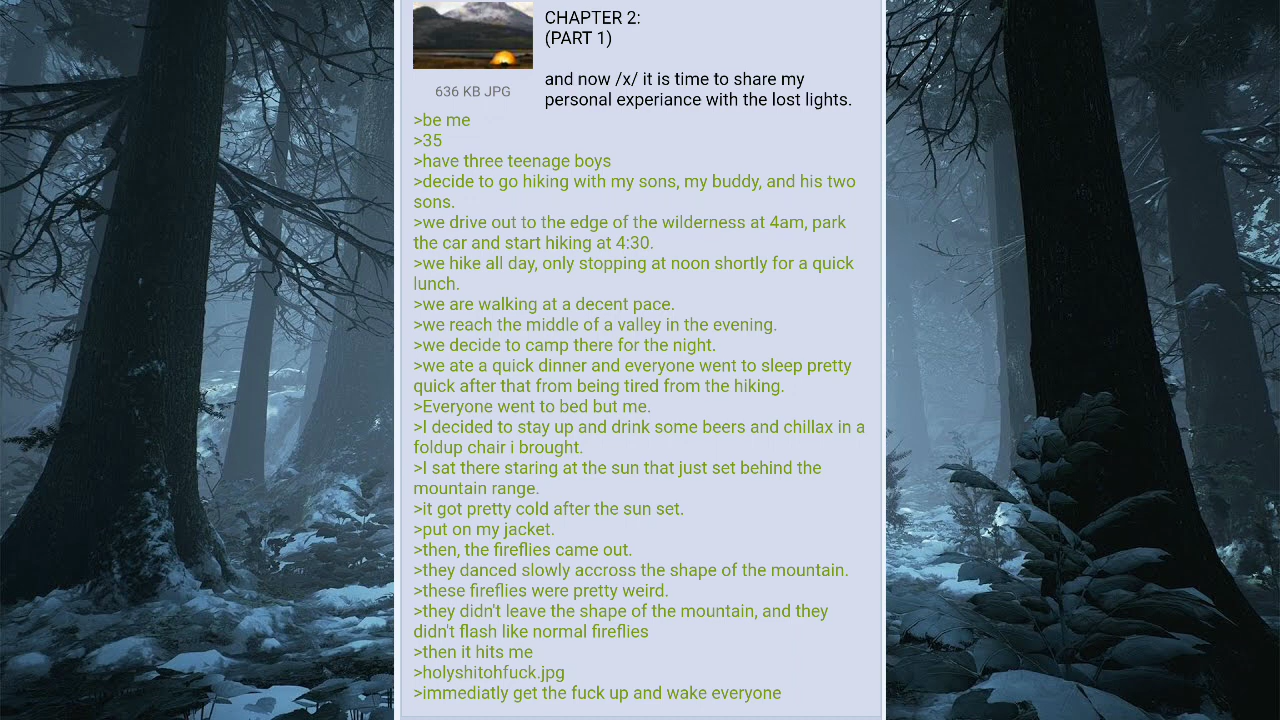 CHAPTER 2:
(PART 1)
and now /x/ it is time to share my
personal experiance with the lost lights.
636 KB JPG
>be me
>35
>have three teenage boys
>decide to go hiking with my sons, my buddy, and his two
sons.
>we drive out to the edge of the wilderness at 4am, park
the car and start hiking at 4:30.
>we hike all day, only stopping at noon shortly for a quick
lunch.
>we are walking at a decent pace.
>we reach the middle of a valley in the evening.
>we decide to camp there for the night.
>we ate a quick dinner and everyone went to sleep pretty
quick after that from being tired from the hiking.
>Everyone went to bed but me.
>I decided to stay up and drink some beers and chillax in a
foldup chair i brought.
>I sat there staring at the sun that just set behind the
mountain range.
>it got pretty cold after the sun set.
>put on my jacket.
>then, the fireflies came out.
>they danced slowly accross the shape of the mountain.
>these fireflies were pretty weird.
>they didn't leave the shape of the mountain, and they
didn't flash like normal fireflies
>then it hits me
>holyshitohfuck.jpg
>immediatly get the fuck up and wake everyone